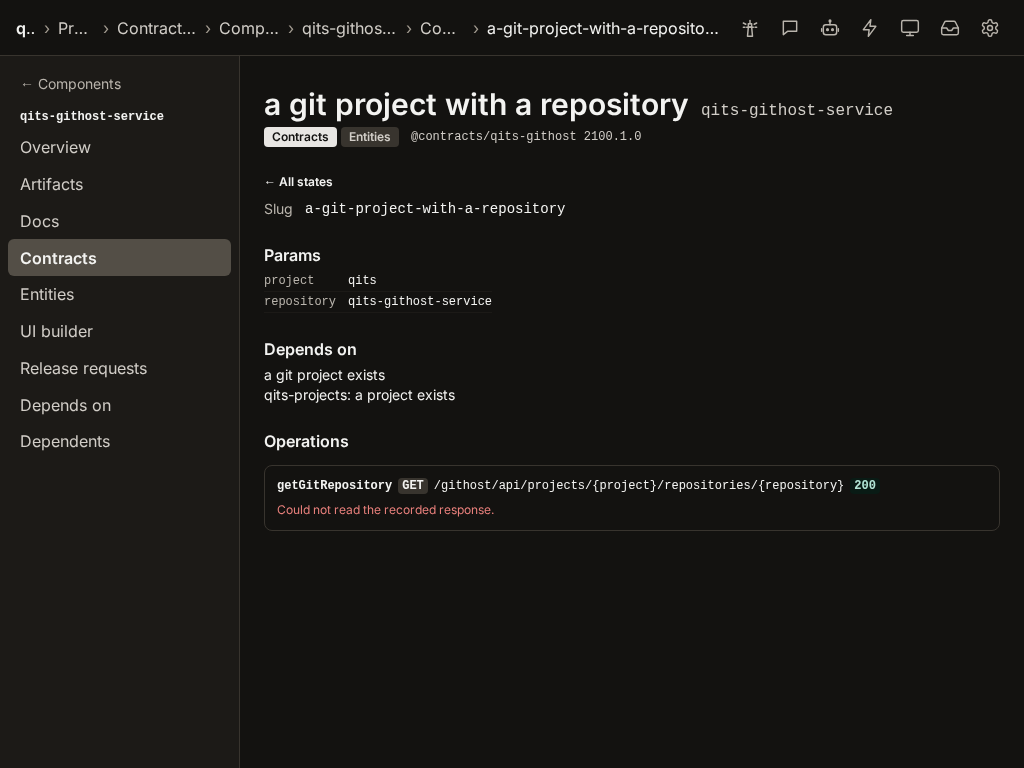 q.. › Pr... › Contract... › Comp... › qits-githos... › Co... › a-git-project-with-a-reposito...
← Components
qits-githost-service
Overview
Artifacts
Docs
Contracts
Entities
UI builder
Release requests
Depends on
Dependents
a git project with a repository qits-githost-service
Contracts Entities @contracts/qits-githost 2100.1.0
← All states
Slug a-git-project-with-a-repository
Params
project qits
repository qits-githost-service
Depends on
a git project exists
qits-projects: a project exists
Operations
getGitRepository GET /githost/api/projects/{project}/repositories/{repository} 200
Could not read the recorded response.